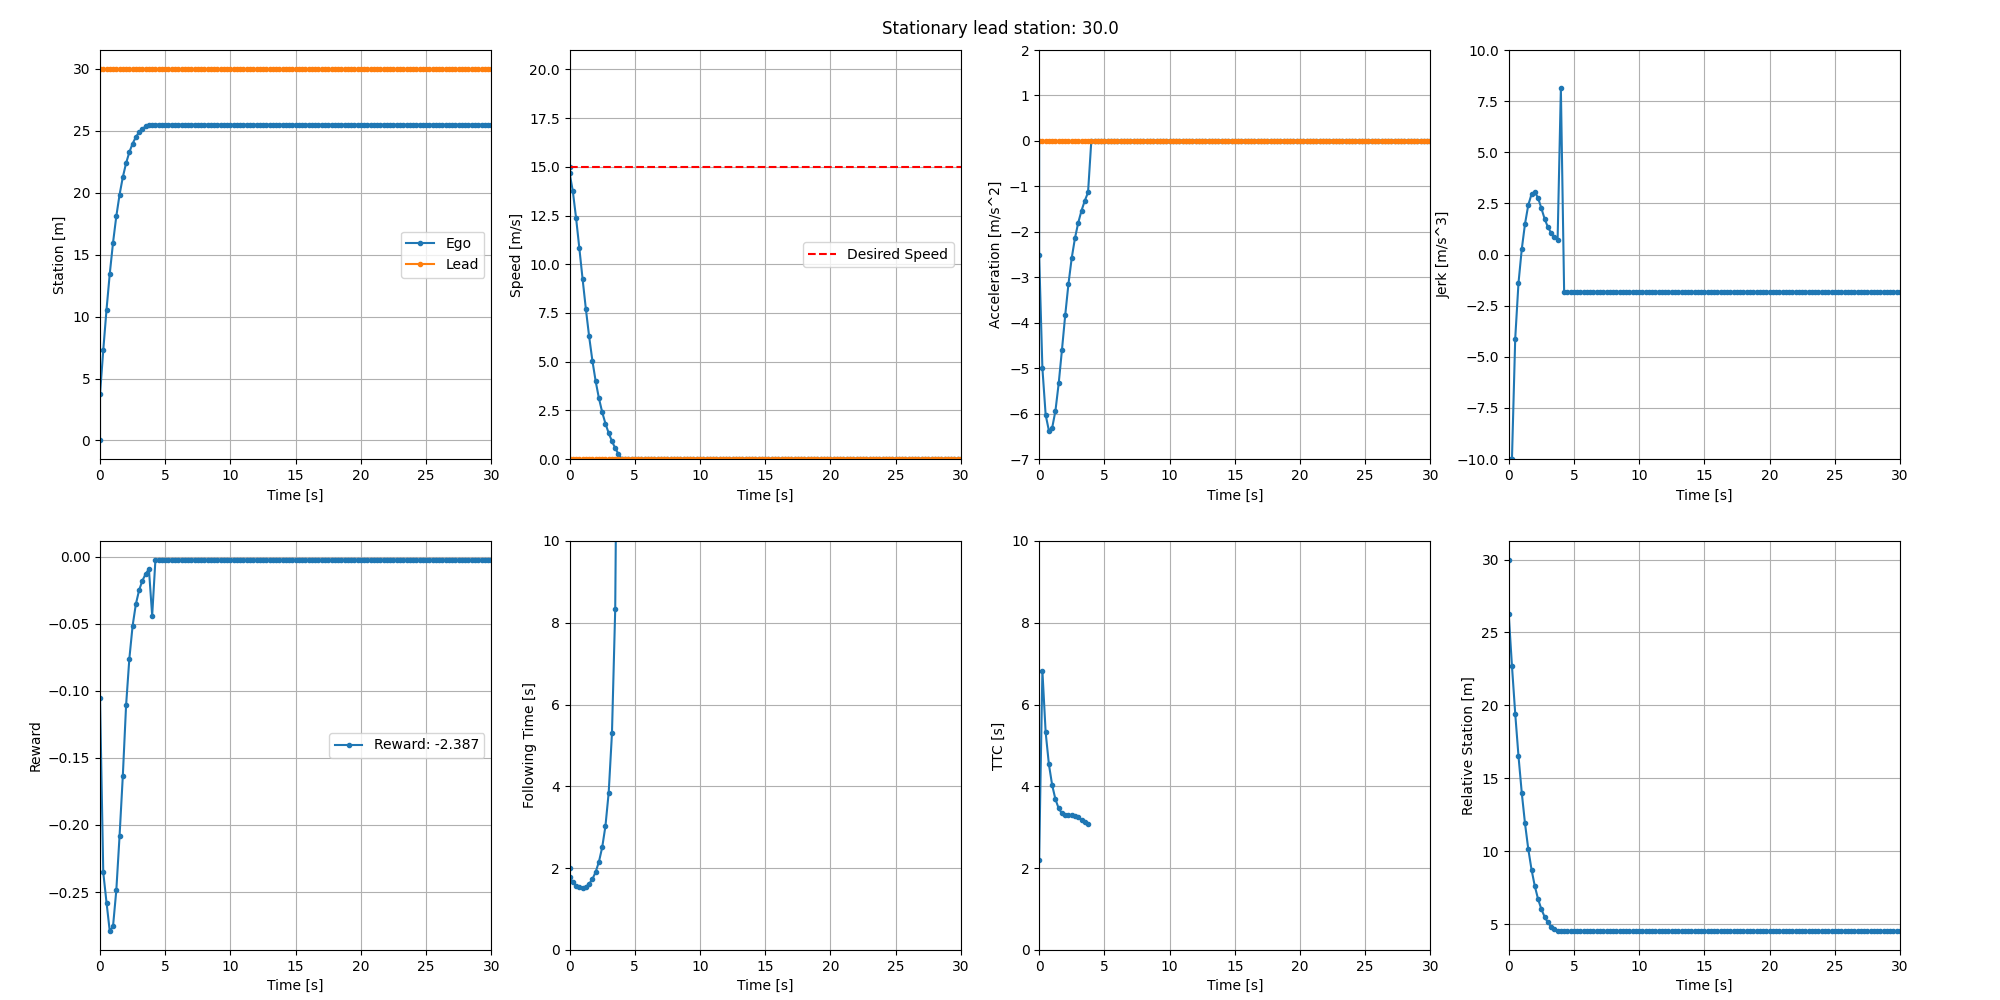 Stationary lead station: 30.0
Station [m]
30
25
20
15
10
5
0
Ego
Lead
0 5 10 15 20 25 30
Time [s]
Speed [m/s]
20.0
17.5
15.0
12.5
10.0
7.5
5.0
2.5
0.0
Desired Speed
0 5 10 15 20 25 30
Time [s]
Acceleration [m/s^2]
2
1
0
−1
−2
−3
−4
−5
−6
−7
0 5 10 15 20 25 30
Time [s]
Jerk [m/s^3]
10.0
7.5
5.0
2.5
0.0
−2.5
−5.0
−7.5
−10.0
0 5 10 15 20 25 30
Time [s]
Reward
0.00
−0.05
−0.10
−0.15
−0.20
−0.25
Reward: -2.387
0 5 10 15 20 25 30
Time [s]
Following Time [s]
10
8
6
4
2
0
0 5 10 15 20 25 30
Time [s]
TTC [s]
10
8
6
4
2
0
0 5 10 15 20 25 30
Time [s]
Relative Station [m]
30
25
20
15
10
5
0 5 10 15 20 25 30
Time [s]